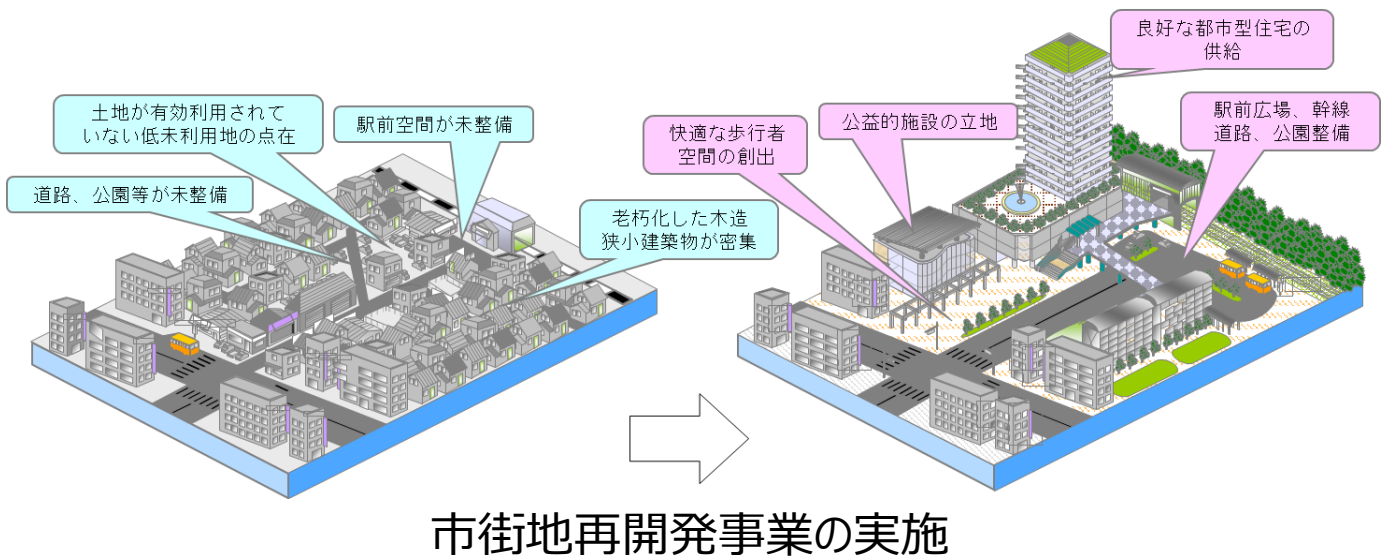 土地が有効利用されて
いない低未利用地の点在
駅前空間が未整備
道路、公園等が未整備
老朽化した木造
狭小建築物が密集
良好な都市型住宅の
供給
駅前広場、幹線
道路、公園整備
公益的施設の立地
快適な歩行者
空間の創出
市街地再開発事業の実施